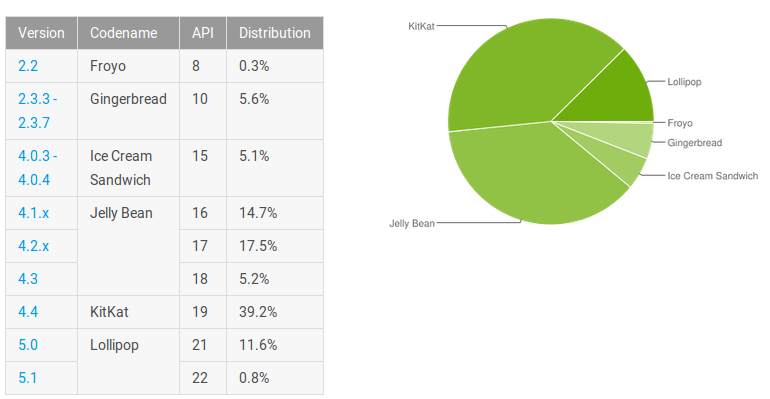 Version Codename API Distribution
2.2 Froyo 8 0.3%
2.3.3 - Gingerbread 10 5.6%
2.3.7
4.0.3 - Ice Cream 15 5.1%
4.0.4 Sandwich
4.1.x Jelly Bean 16 14.7%
4.2.x 17 17.5%
4.3 18 5.2%
4.4 KitKat 19 39.2%
5.0 Lollipop 21 11.6%
5.1 22 0.8%
KitKat
Lollipop
Froyo
Gingerbread
Ice Cream Sandwich
Jelly Bean